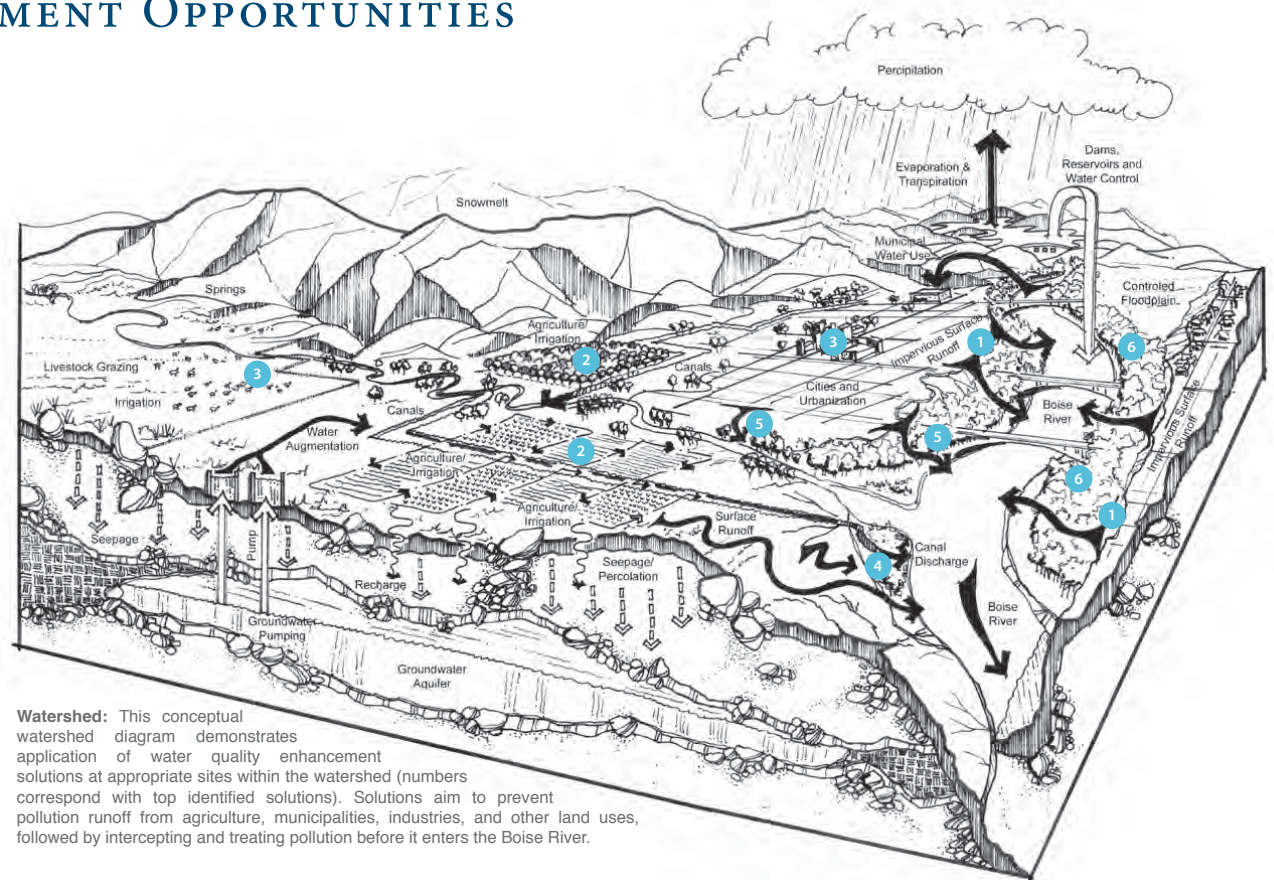 MENT OPPORTUNITIES
Percipitation
Evaporation &
Transpiration
Dams,
Reservoirs and
Water Control
Snowmelt
Municipal
Water Use
Springs
Controled
Floodplain
Agriculture/
Irrigation
2
3
Impervious Surface
Runoff
1
6
Livestock Grazing
3
Canals
Cities and
Urbanization
Irrigation
Canals
Boise
River
Water
Augmentation
5
5
Impervious Surface
Runoff
Agriculture/
Irrigation
2
6
Agriculture/
Irrigation
Surface
Runoff
1
Seepage
Pump
Canal
Discharge
4
Seepage/
Percolation
Recharge
Boise
River
Groundwater
Pumping
Groundwater
Aquifer
Watershed: This conceptual
watershed diagram demonstrates
application of water quality enhancement
solutions at appropriate sites within the watershed (numbers
correspond with top identified solutions). Solutions aim to prevent
pollution runoff from agriculture, municipalities, industries, and other land uses,
followed by intercepting and treating pollution before it enters the Boise River.